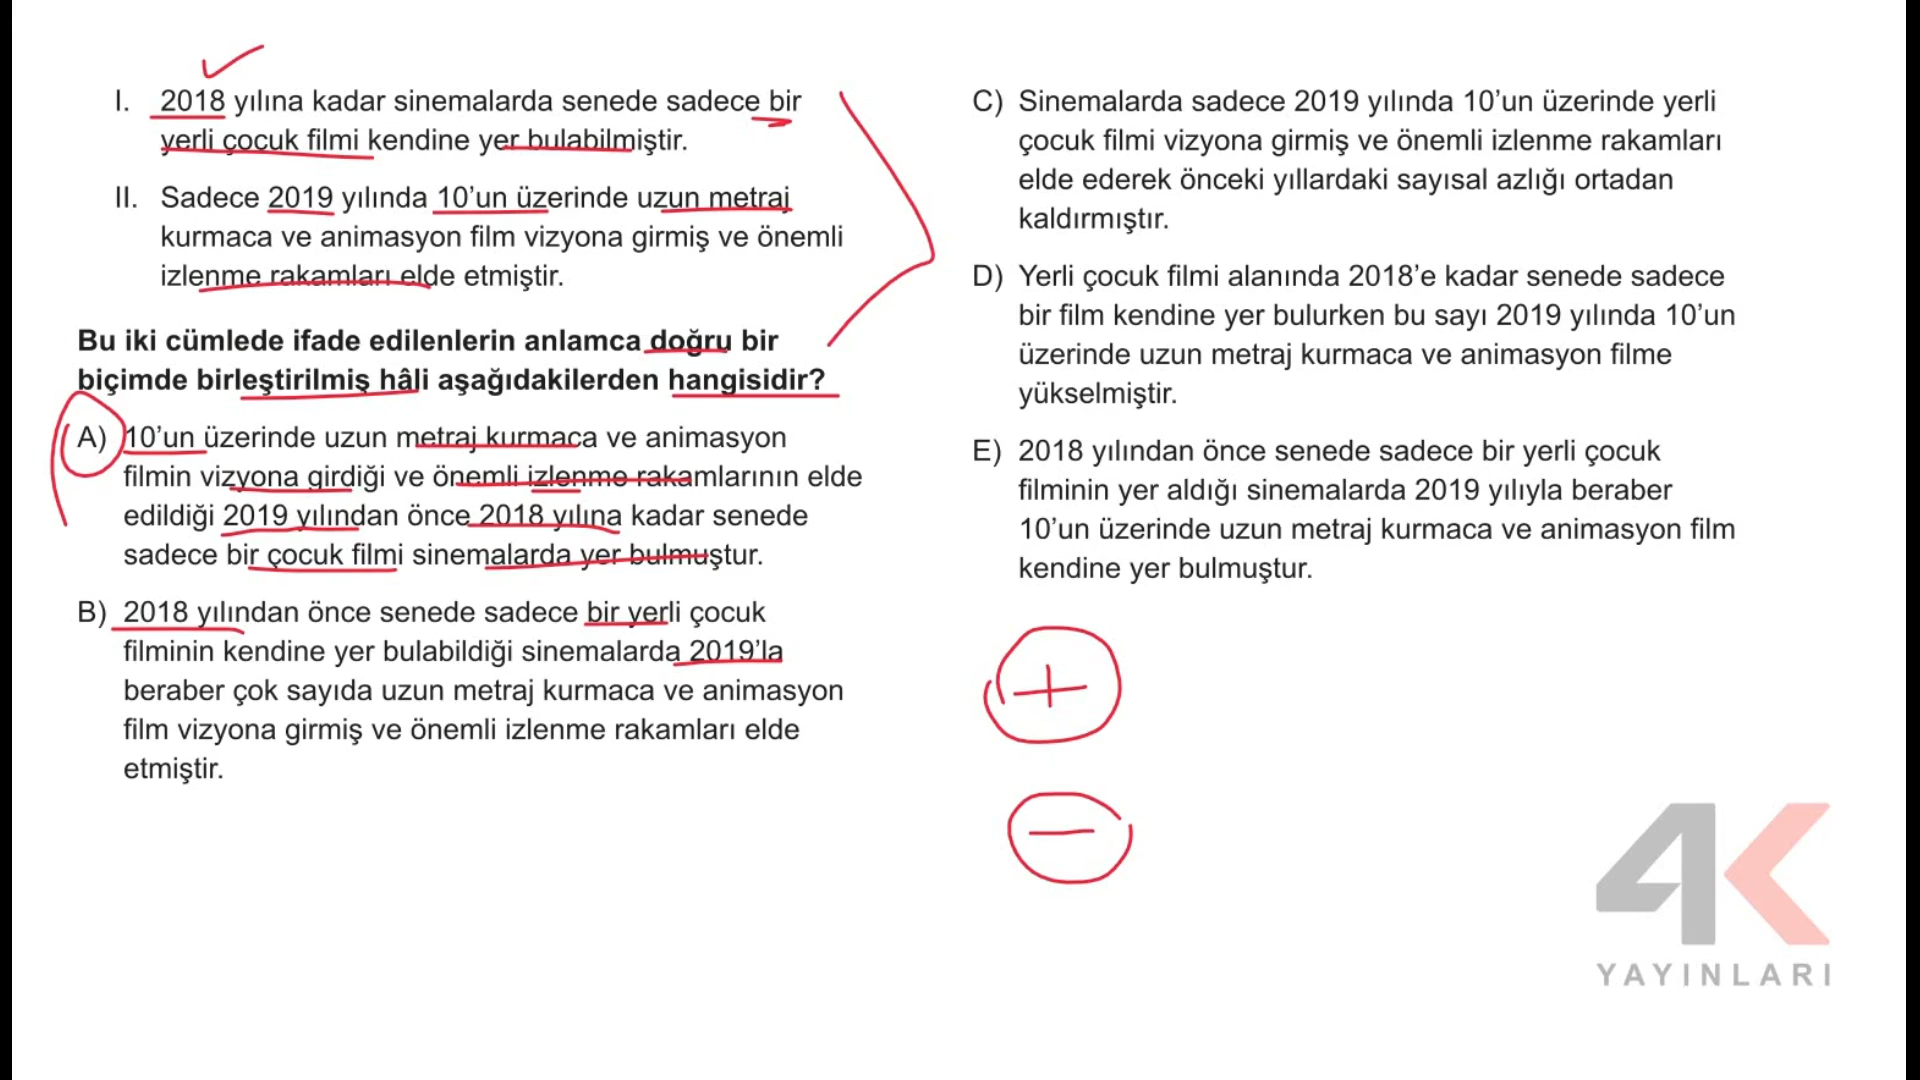 I. 2018 yılına kadar sinemalarda senede sadece bir
yerli çocuk filmi kendine yer bulabilmiştir.
II. Sadece 2019 yılında 10’un üzerinde uzun metraj
kurmaca ve animasyon film vizyona girmiş ve önemli
izlenme rakamları elde etmiştir.
Bu iki cümlede ifade edilenlerin anlamca doğru bir
biçimde birleştirilmiş hâli aşağıdakilerden hangisidir?
A) 10’un üzerinde uzun metraj kurmaca ve animasyon
filmin vizyona girdiği ve önemli izlenme rakamlarının elde
edildiği 2019 yılından önce 2018 yılına kadar senede
sadece bir çocuk filmi sinemalarda yer bulmuştur.
B) 2018 yılından önce senede sadece bir yerli çocuk
filminin kendine yer bulabildiği sinemalarda 2019’la
beraber çok sayıda uzun metraj kurmaca ve animasyon
film vizyona girmiş ve önemli izlenme rakamları elde
etmiştir.
C) Sinemalarda sadece 2019 yılında 10’un üzerinde yerli
çocuk filmi vizyona girmiş ve önemli izlenme rakamları
elde ederek önceki yıllardaki sayısal azlığı ortadan
kaldırmıştır.
D) Yerli çocuk filmi alanında 2018’e kadar senede sadece
bir film kendine yer bulurken bu sayı 2019 yılında 10’un
üzerinde uzun metraj kurmaca ve animasyon filme
yükselmiştir.
E) 2018 yılından önce senede sadece bir yerli çocuk
filminin yer aldığı sinemalarda 2019 yılıyla beraber
10’un üzerinde uzun metraj kurmaca ve animasyon film
kendine yer bulmuştur.
+
−
4K
YAYINLARI